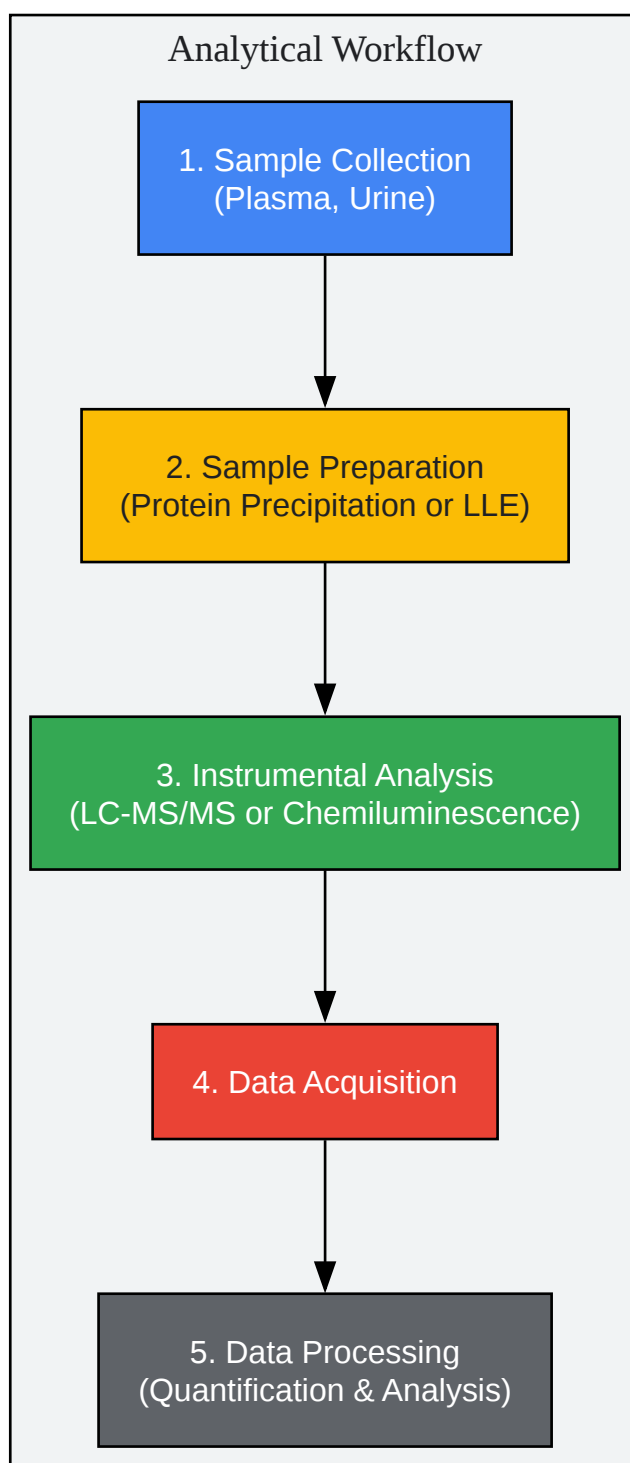 Analytical Workflow
1. Sample Collection
(Plasma, Urine)
2. Sample Preparation
(Protein Precipitation or LLE)
3. Instrumental Analysis
(LC-MS/MS or Chemiluminescence)
4. Data Acquisition
5. Data Processing
(Quantification & Analysis)